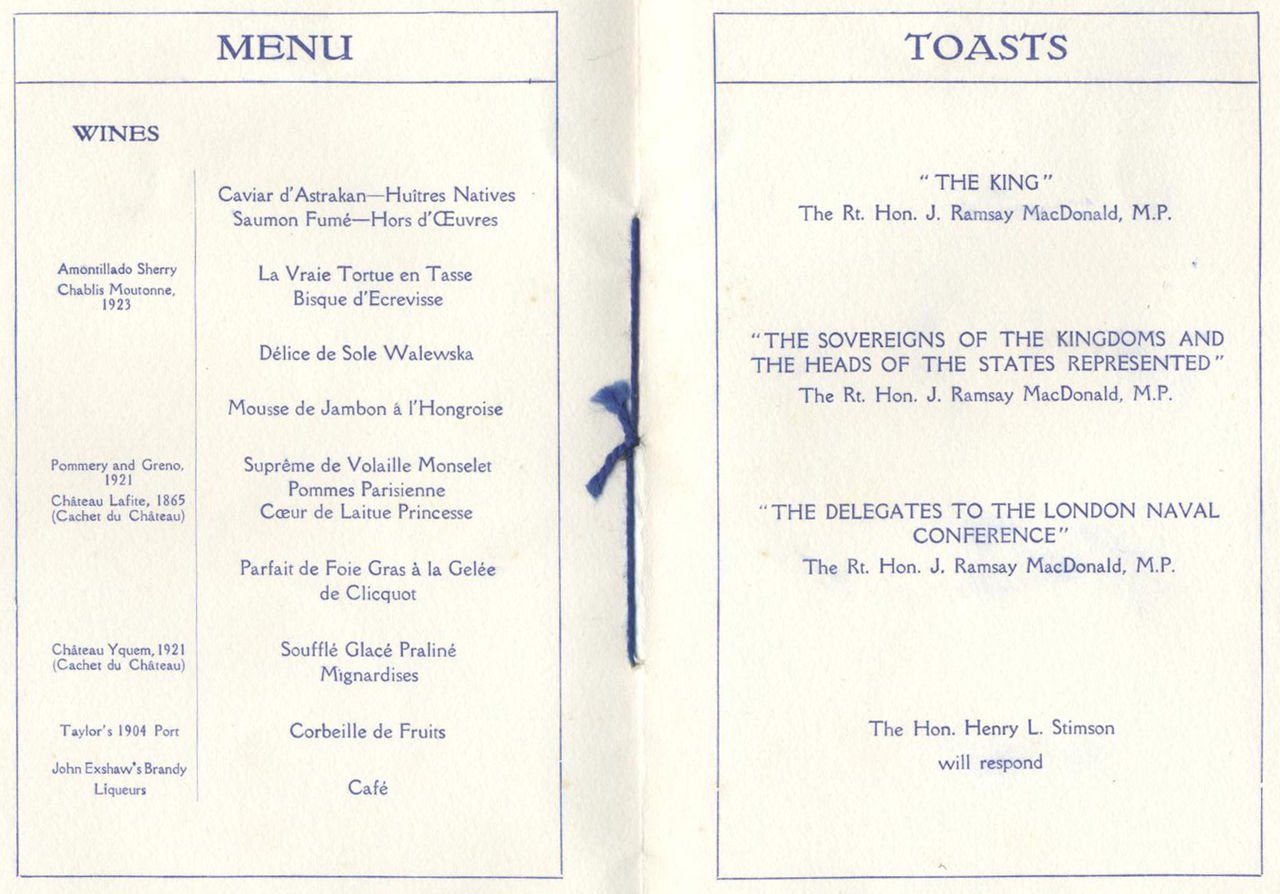 MENU
WINES
Caviar d'Astrakan—Huîtres Natives
Saumon Fumé—Hors d'Œuvres
Amontillado Sherry
Chablis Moutonne,
1923
La Vraie Tortue en Tasse
Bisque d'Ecrevisse
Délice de Sole Walewska
Mousse de Jambon á l'Hongroise
Pommery and Greno,
1921
Château Lafite, 1865
(Cachet du Château)
Suprême de Volaille Monselet
Pommes Parisienne
Cœur de Laitue Princesse
Parfait de Foie Gras à la Gelée
de Clicquot
Château Yquem, 1921
(Cachet du Château)
Soufflé Glacé Praliné
Mignardises
Taylor's 1904 Port
Corbeille de Fruits
John Exshaw's Brandy
Liqueurs
Café
TOASTS
"THE KING"
The Rt. Hon. J. Ramsay MacDonald, M.P.
"THE SOVEREIGNS OF THE KINGDOMS AND
THE HEADS OF THE STATES REPRESENTED"
The Rt. Hon. J. Ramsay MacDonald, M.P.
"THE DELEGATES TO THE LONDON NAVAL
CONFERENCE"
The Rt. Hon. J. Ramsay MacDonald, M.P.
The Hon. Henry L. Stimson
will respond